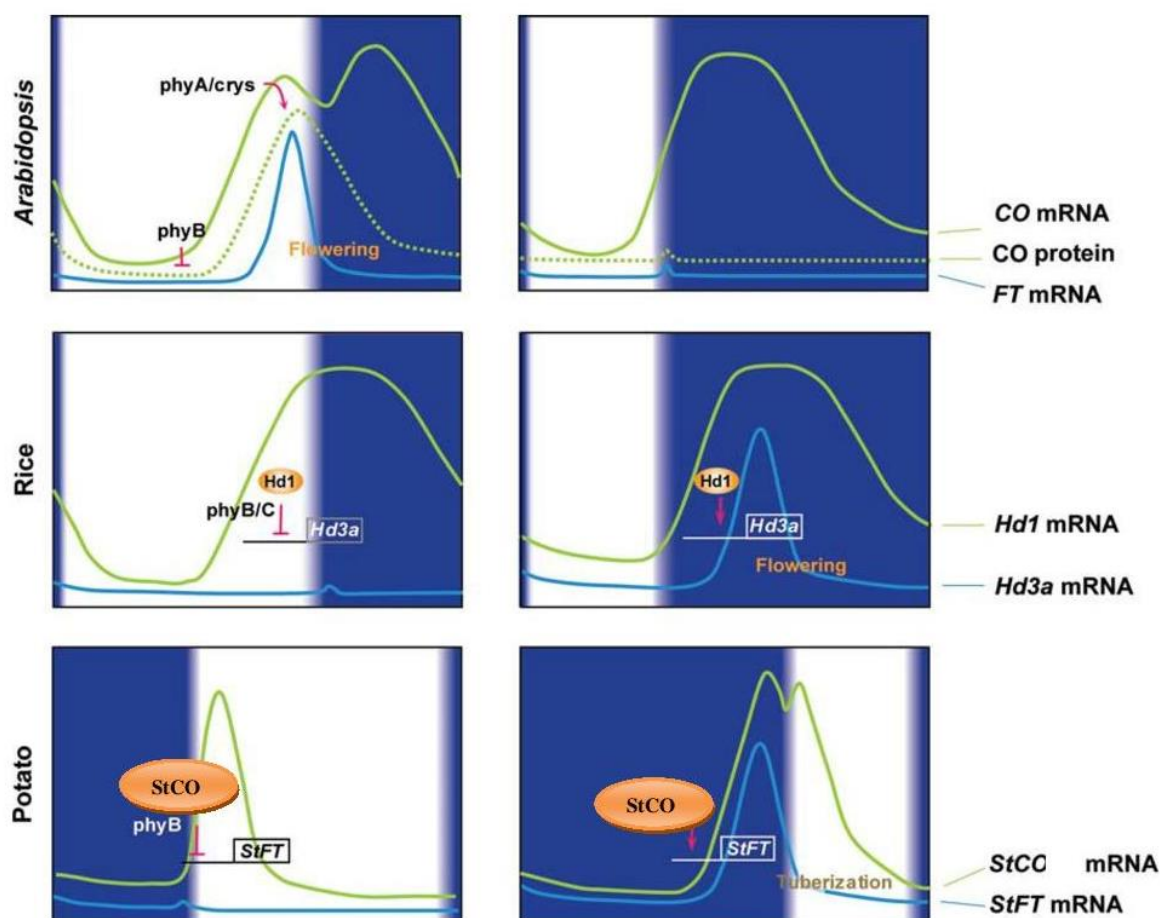 Arabidopsis
phyA/crys
phyB
Flowering
CO mRNA
CO protein
FT mRNA
Rice
Hd1
phyB/C
Hd3a
Hd1
Hd3a
Flowering
Hd1 mRNA
Hd3a mRNA
Potato
StCO
phyB
StFT
StCO
StFT
Tuberization
StCO mRNA
StFT mRNA